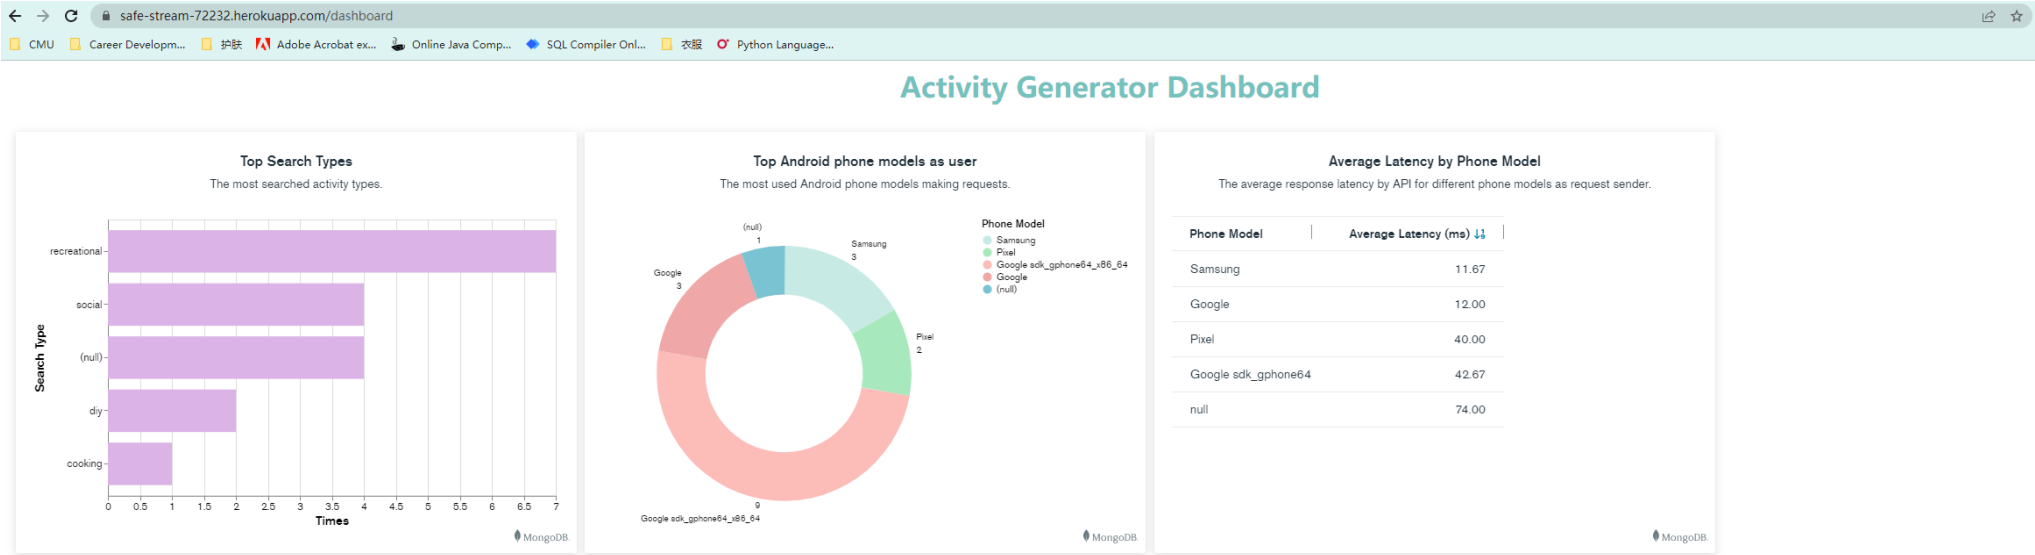 safe-stream-72232.herokuapp.com/dashboard
CMU Career Developm... 护肤 Adobe Acrobat ex... Online Java Comp... SQL Compiler Onl... 衣服 Python Language...
Activity Generator Dashboard
Top Search Types
The most searched activity types.
Search Type
recreational
social
(null)
diy
cooking
0 0.5 1 1.5 2 2.5 3 3.5 4 4.5 5 5.5 6 6.5 7
Times
MongoDB.
Top Android phone models as user
The most used Android phone models making requests.
(null)
1
Samsung
3
Google
3
Pixel
2
9
Google sdk_gphone64_x86_64
Phone Model
Samsung
Pixel
Google sdk_gphone64_x86_64
Google
(null)
MongoDB.
Average Latency by Phone Model
The average response latency by API for different phone models as request sender.
Phone Model Average Latency (ms)
Samsung 11.67
Google 12.00
Pixel 40.00
Google sdk_gphone64 42.67
null 74.00
MongoDB.